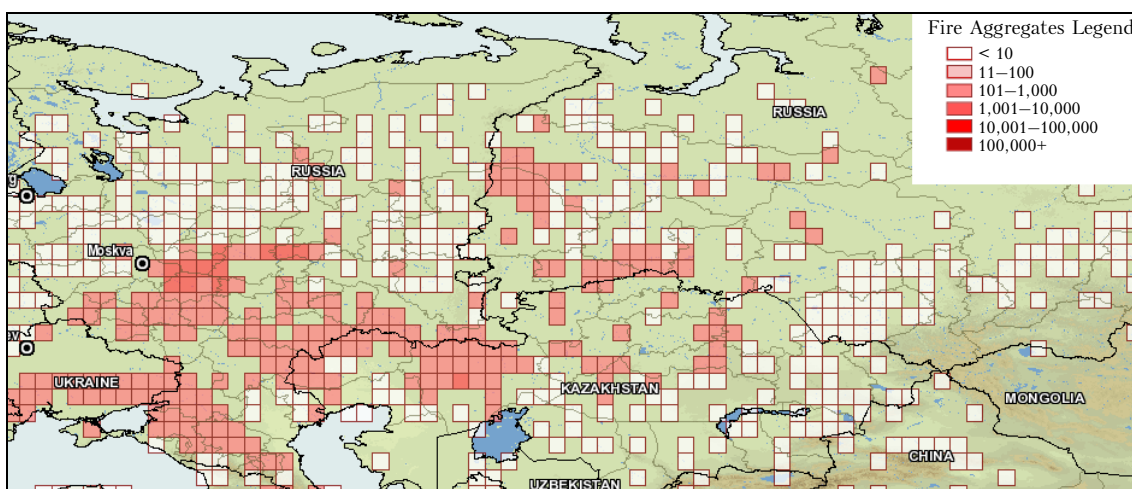 Fire Aggregates Legend
< 10
11–100
101–1,000
1,001–10,000
10,001–100,000
100,000+
RUSSIA
RUSSIA
Moskva
UKRAINE
KAZAKHSTAN
MONGOLIA
CHINA
UZBEKISTAN